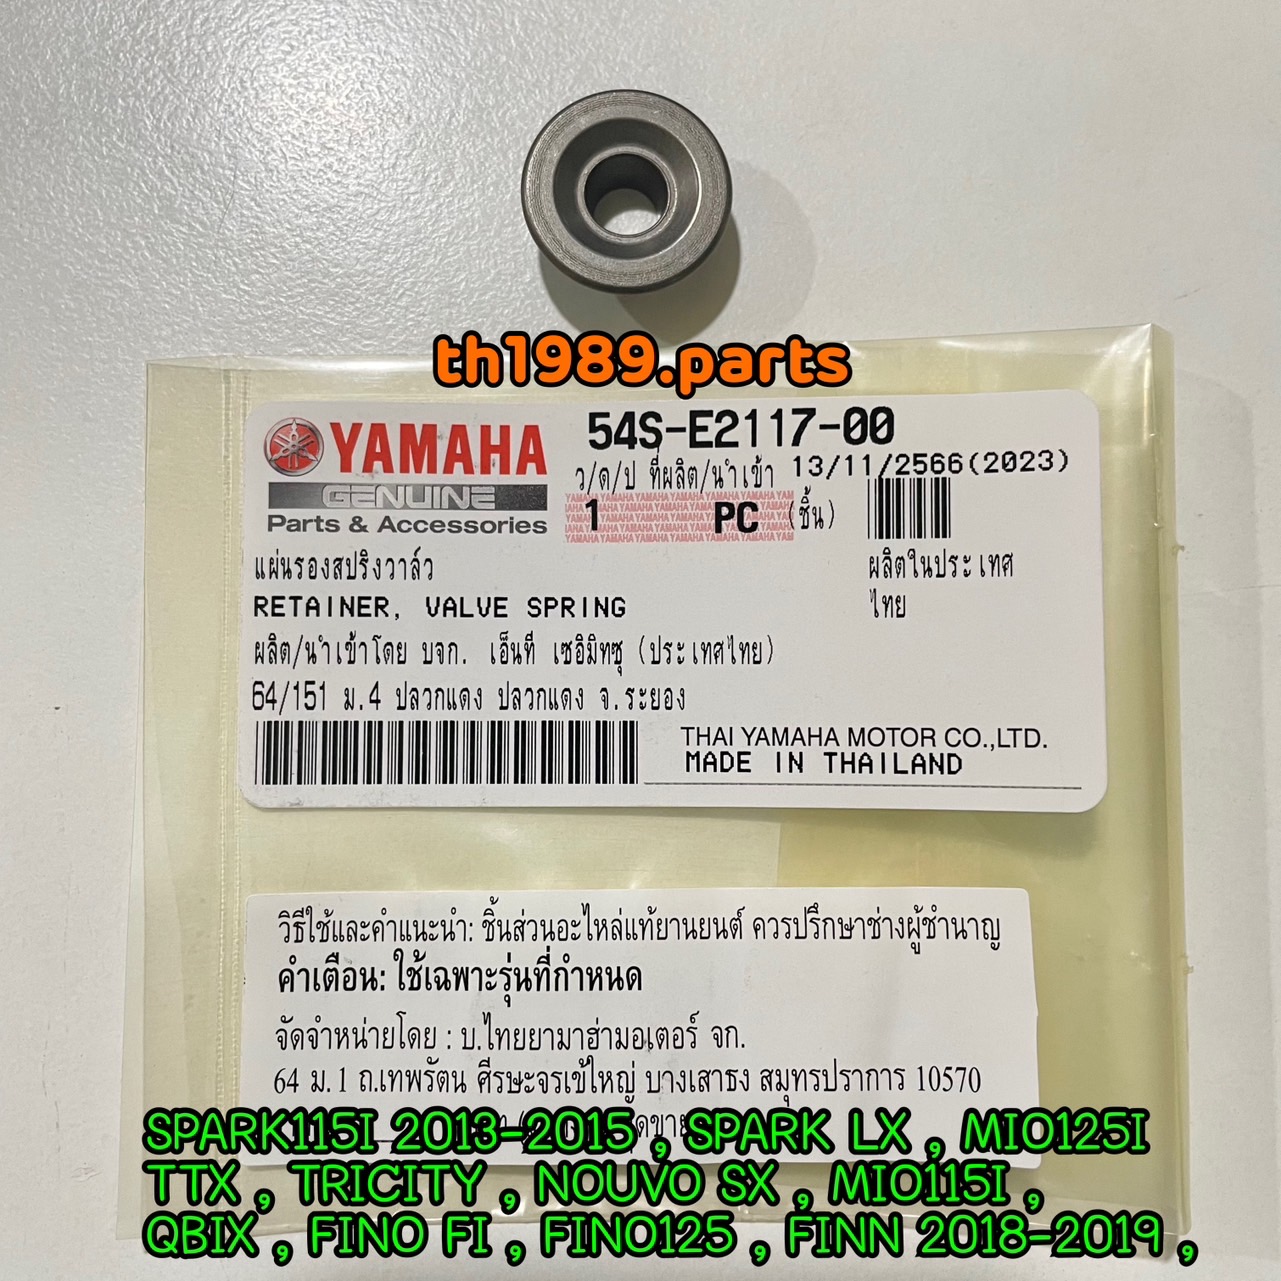 th1989.parts
YAMAHA
GENUINE
Parts & Accessories
54S-E2117-00
ว/ด/ป ที่ผลิต/นำเข้า 13/11/2566(2023)
1 PC (ชิ้น)
แผ่นรองสปริงวาล์ว
RETAINER, VALVE SPRING
ผลิตในประเทศ
ไทย
ผลิต/นำเข้าโดย บจก. เอ็นที เซอิมิทซุ (ประเทศไทย)
64/151 ม.4 ปลวกแดง ปลวกแดง จ.ระยอง
THAI YAMAHA MOTOR CO.,LTD.
MADE IN THAILAND
วิธีใช้และคำแนะนำ: ชิ้นส่วนอะไหล่แท้ยานยนต์ ควรปรึกษาช่างผู้ชำนาญ
คำเตือน: ใช้เฉพาะรุ่นที่กำหนด
จัดจำหน่ายโดย : บ.ไทยยามาฮ่ามอเตอร์ จก.
64 ม.1 ถ.เทพรัตน ศีรษะจรเข้ใหญ่ บางเสาธง สมุทรปราการ 10570
SPARK115I 2013-2015 , SPARK LX , MIO125I
TTX , TRICITY , NOUVO SX , MIO115I ,
QBIX , FINO FI , FINO125 , FINN 2018-2019 ,